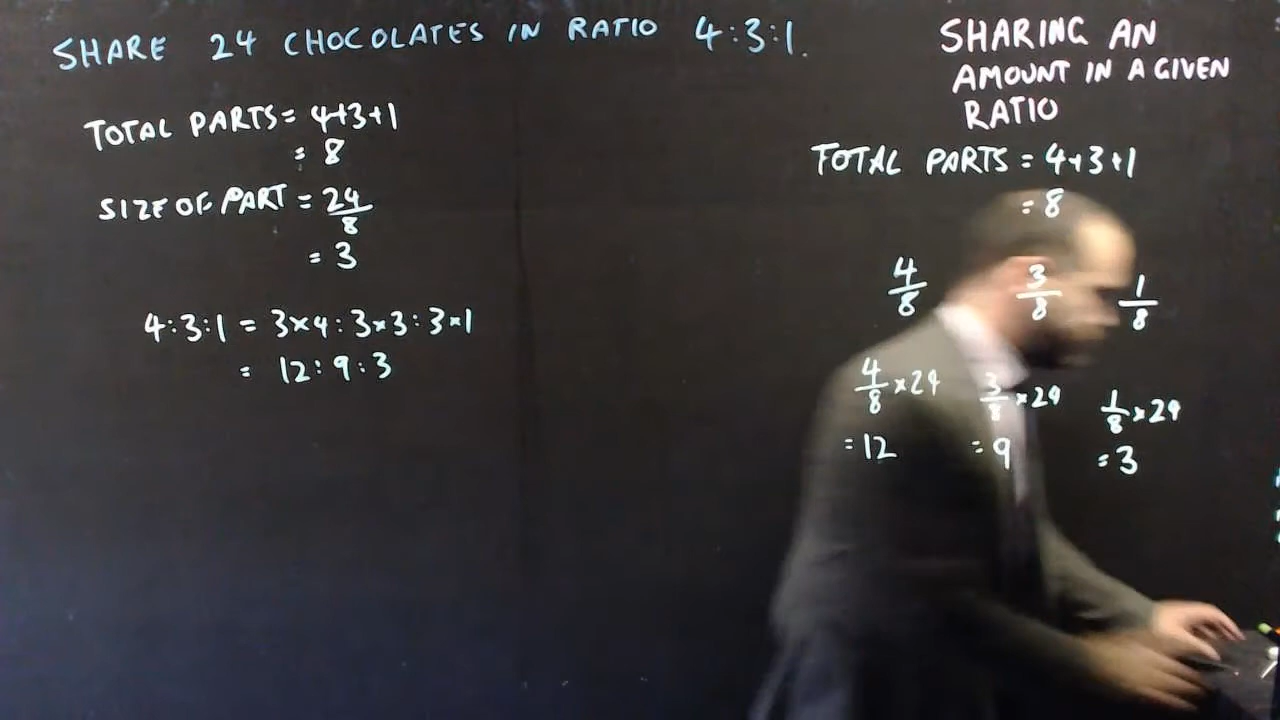 SHARE 24 CHOCOLATES IN RATIO 4:3:1.
TOTAL PARTS = 4+3+1
= 8
SIZE OF PART = 24/8
= 3
4:3:1 = 3×4:3×3:3×1
= 12:9:3
SHARING AN
AMOUNT IN A GIVEN
RATIO
TOTAL PARTS = 4+3+1
= 8
4/8 3/8 1/8
4/8×24 3/8×24 1/8×24
=12 =9 =3